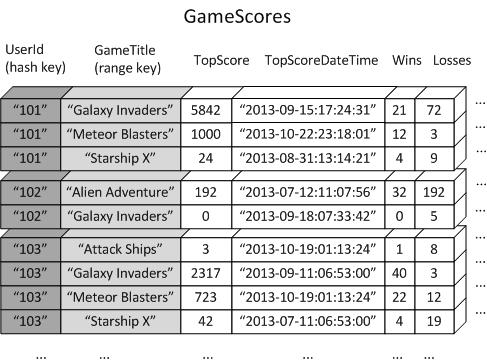 GameScores
UserId (hash key) GameTitle (range key) TopScore TopScoreDateTime Wins Losses
"101" "Galaxy Invaders" 5842 "2013-09-15:17:24:31" 21 72 ...
"101" "Meteor Blasters" 1000 "2013-10-22:23:18:01" 12 3 ...
"101" "Starship X" 24 "2013-08-31:13:14:21" 4 9 ...
"102" "Alien Adventure" 192 "2013-07-12:11:07:56" 32 192 ...
"102" "Galaxy Invaders" 0 "2013-09-18:07:33:42" 0 5 ...
"103" "Attack Ships" 3 "2013-10-19:01:13:24" 1 8 ...
"103" "Galaxy Invaders" 2317 "2013-09-11:06:53:00" 40 3 ...
"103" "Meteor Blasters" 723 "2013-10-19:01:13:24" 22 12 ...
"103" "Starship X" 42 "2013-07-11:06:53:00" 4 19 ...
... ... ... ... ... ...